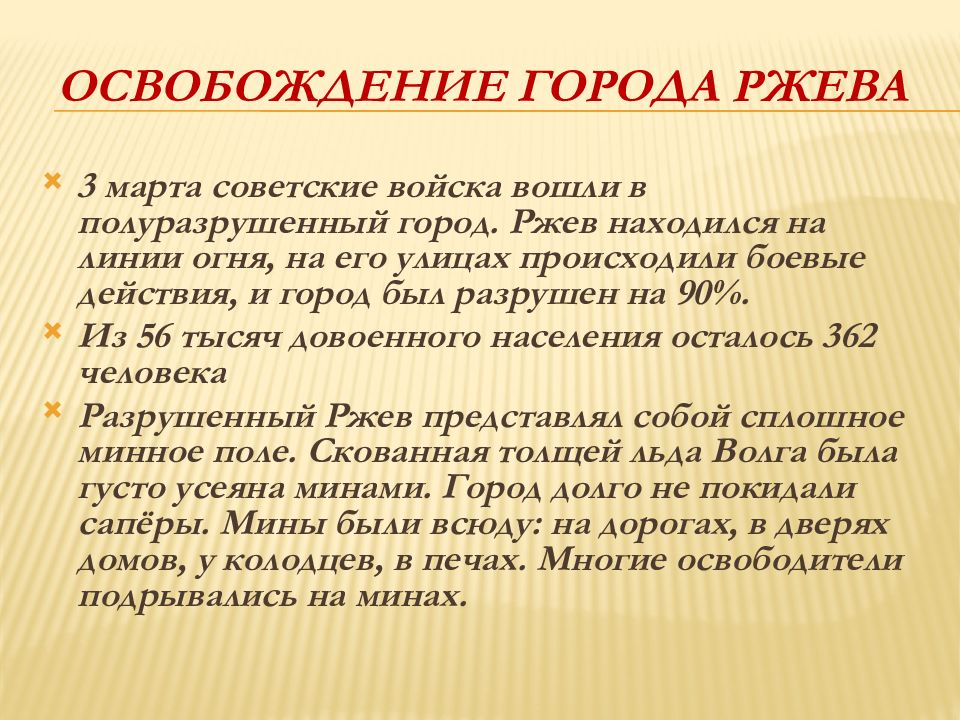 ОСВОБОЖДЕНИЕ ГОРОДА РЖЕВА
3 марта советские войска вошли в
полуразрушенный город. Ржев находился на
линии огня, на его улицах происходили боевые
действия, и город был разрушен на 90%.
Из 56 тысяч довоенного населения осталось 362
человека
Разрушенный Ржев представлял собой сплошное
минное поле. Скованная толщей льда Волга была
густо усеяна минами. Город долго не покидали
сапёры. Мины были всюду: на дорогах, в дверях
домов, у колодцев, в печах. Многие освободители
подрывались на минах.